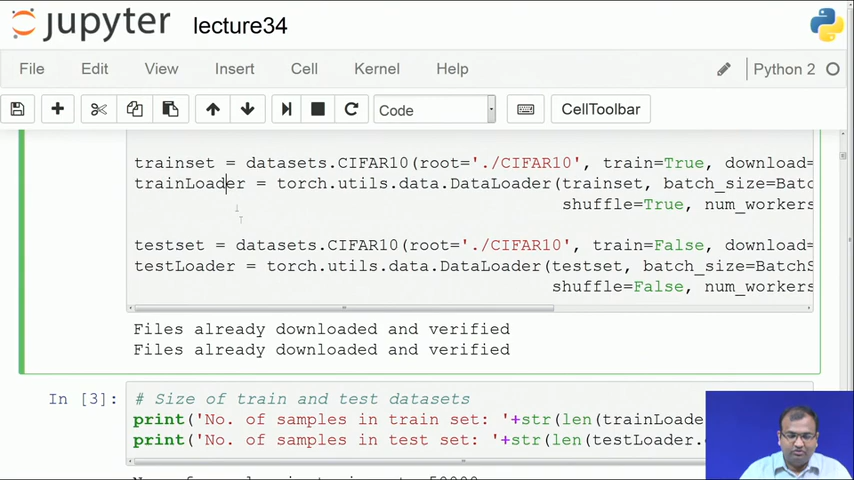 jupyter lecture34
File Edit View Insert Cell Kernel Help Python 2
Code CellToolbar
trainset = datasets.CIFAR10(root='./CIFAR10', train=True, download=
trainLoader = torch.utils.data.DataLoader(trainset, batch_size=Batc
shuffle=True, num_workers
testset = datasets.CIFAR10(root='./CIFAR10', train=False, download=
testLoader = torch.utils.data.DataLoader(testset, batch_size=BatchS
shuffle=False, num_workers
Files already downloaded and verified
Files already downloaded and verified
In [3]: # Size of train and test datasets
print('No. of samples in train set: '+str(len(trainLoader
print('No. of samples in test set: '+str(len(testLoader.